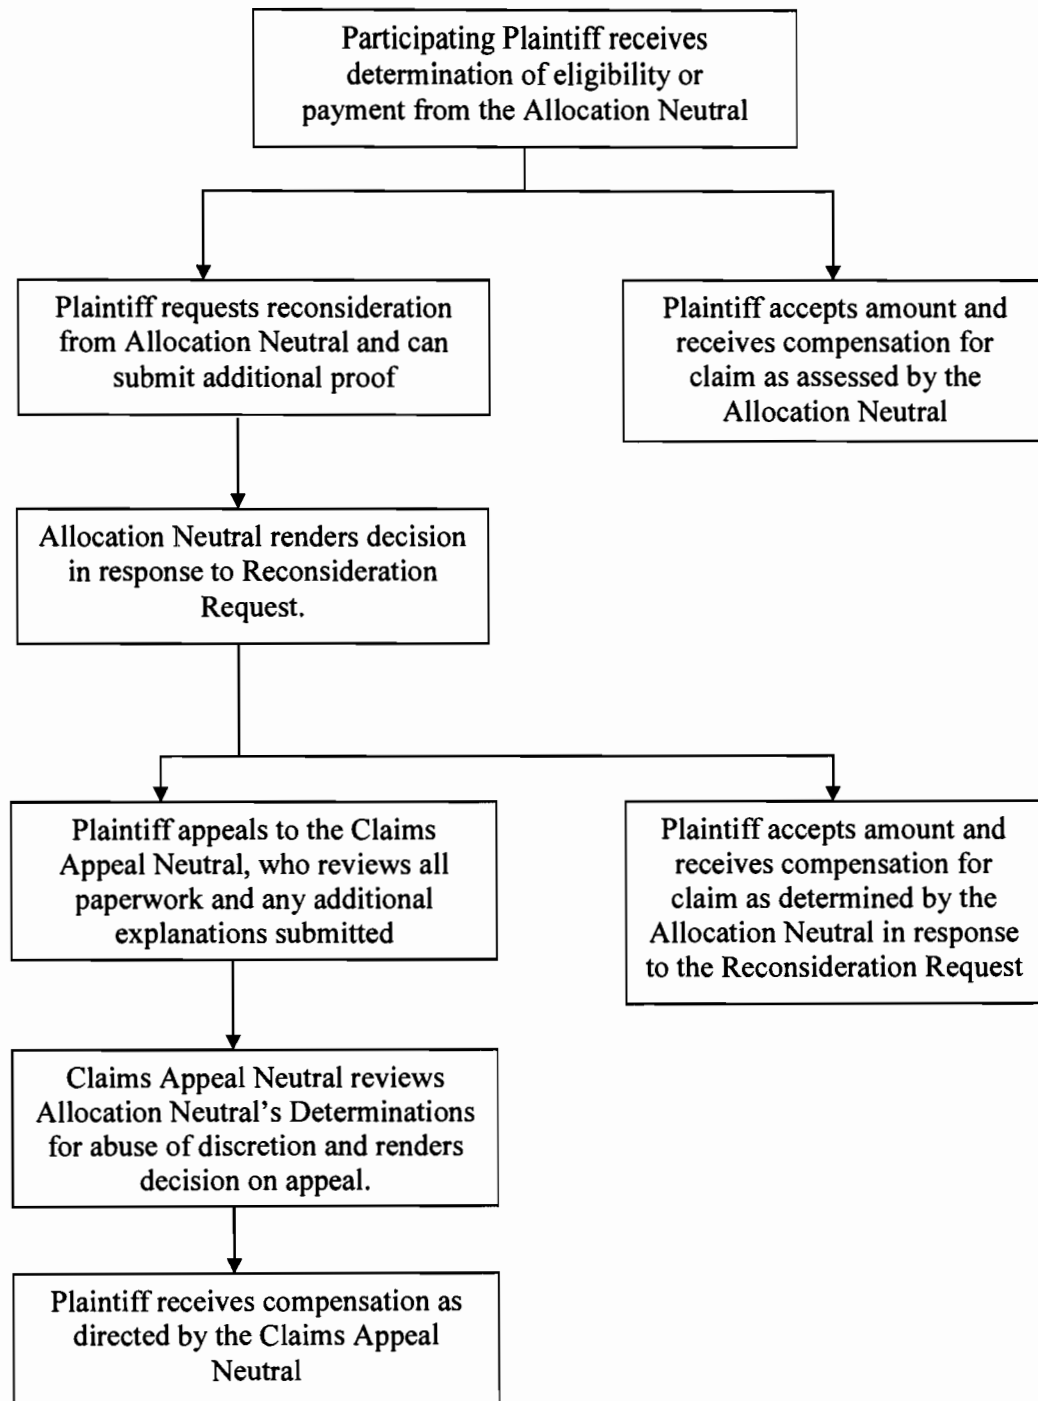 Participating Plaintiff receives
determination of eligibility or
payment from the Allocation Neutral
Plaintiff requests reconsideration
from Allocation Neutral and can
submit additional proof
Plaintiff accepts amount and
receives compensation for
claim as assessed by the
Allocation Neutral
Allocation Neutral renders decision
in response to Reconsideration
Request.
Plaintiff appeals to the Claims
Appeal Neutral, who reviews all
paperwork and any additional
explanations submitted
Plaintiff accepts amount and
receives compensation for
claim as determined by the
Allocation Neutral in response
to the Reconsideration Request
Claims Appeal Neutral reviews
Allocation Neutral's Determinations
for abuse of discretion and renders
decision on appeal.
Plaintiff receives compensation as
directed by the Claims Appeal
Neutral